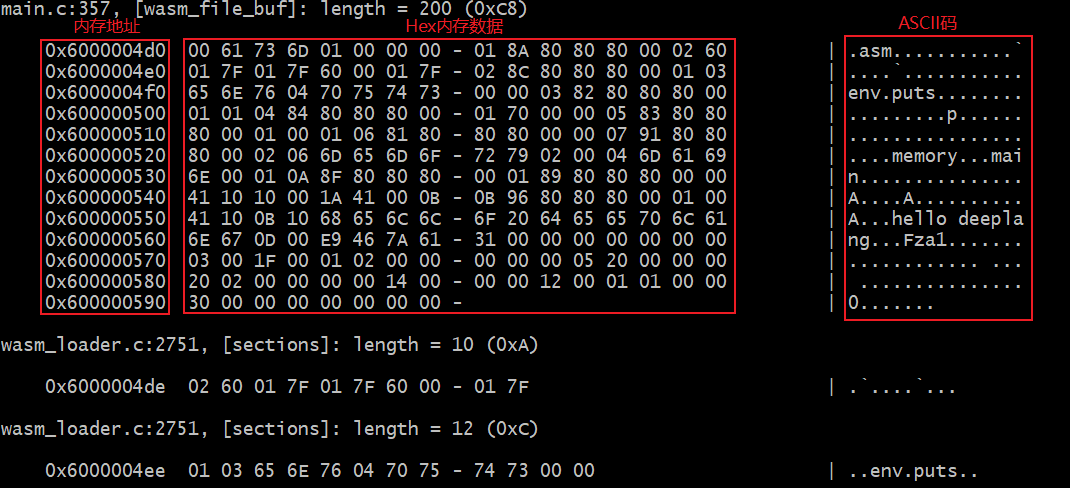 main.c:357, [wasm_file_buf]: length = 200 (0xC8)
内存地址 Hex内存数据 ASCII码
0x6000004d0 00 61 73 6D 01 00 00 00 - 01 8A 80 80 80 00 02 60 | .asm...........`
0x6000004e0 01 7F 01 7F 60 00 01 7F - 02 8C 80 80 80 00 01 03 | ....`...........
0x6000004f0 65 6E 76 04 70 75 74 73 - 00 00 03 82 80 80 80 00 | env.puts........
0x600000500 01 01 04 84 80 80 80 00 - 01 70 00 00 05 83 80 80 | .........p......
0x600000510 80 00 01 00 01 06 81 80 - 80 80 00 00 07 91 80 80 | ................
0x600000520 80 00 02 06 6D 65 6D 6F - 72 79 02 00 04 6D 61 69 | ....memory...mai
0x600000530 6E 00 01 0A 8F 80 80 80 - 00 01 89 80 80 80 00 00 | n...............
0x600000540 41 10 10 00 1A 41 00 0B - 0B 96 80 80 80 00 01 00 | A....A..........
0x600000550 41 10 0B 10 68 65 6C 6C - 6F 20 64 65 65 70 6C 61 | A...hello deepla
0x600000560 6E 67 0D 00 E9 46 7A 61 - 31 00 00 00 00 00 00 00 | ng...Fza1.......
0x600000570 03 00 1F 00 01 02 00 00 - 00 00 00 00 05 20 00 00 00 | ............. ...
0x600000580 20 02 00 00 00 00 14 00 - 00 00 12 00 01 01 00 00 |  ...............
0x600000590 30 00 00 00 00 00 00 00 - | 0.......
wasm_loader.c:2751, [sections]: length = 10 (0xA)
0x6000004de 02 60 01 7F 01 7F 60 00 - 01 7F | .`....`...
wasm_loader.c:2751, [sections]: length = 12 (0xC)
0x6000004ee 01 03 65 6E 76 04 70 75 - 74 73 00 00 | ..env.puts..